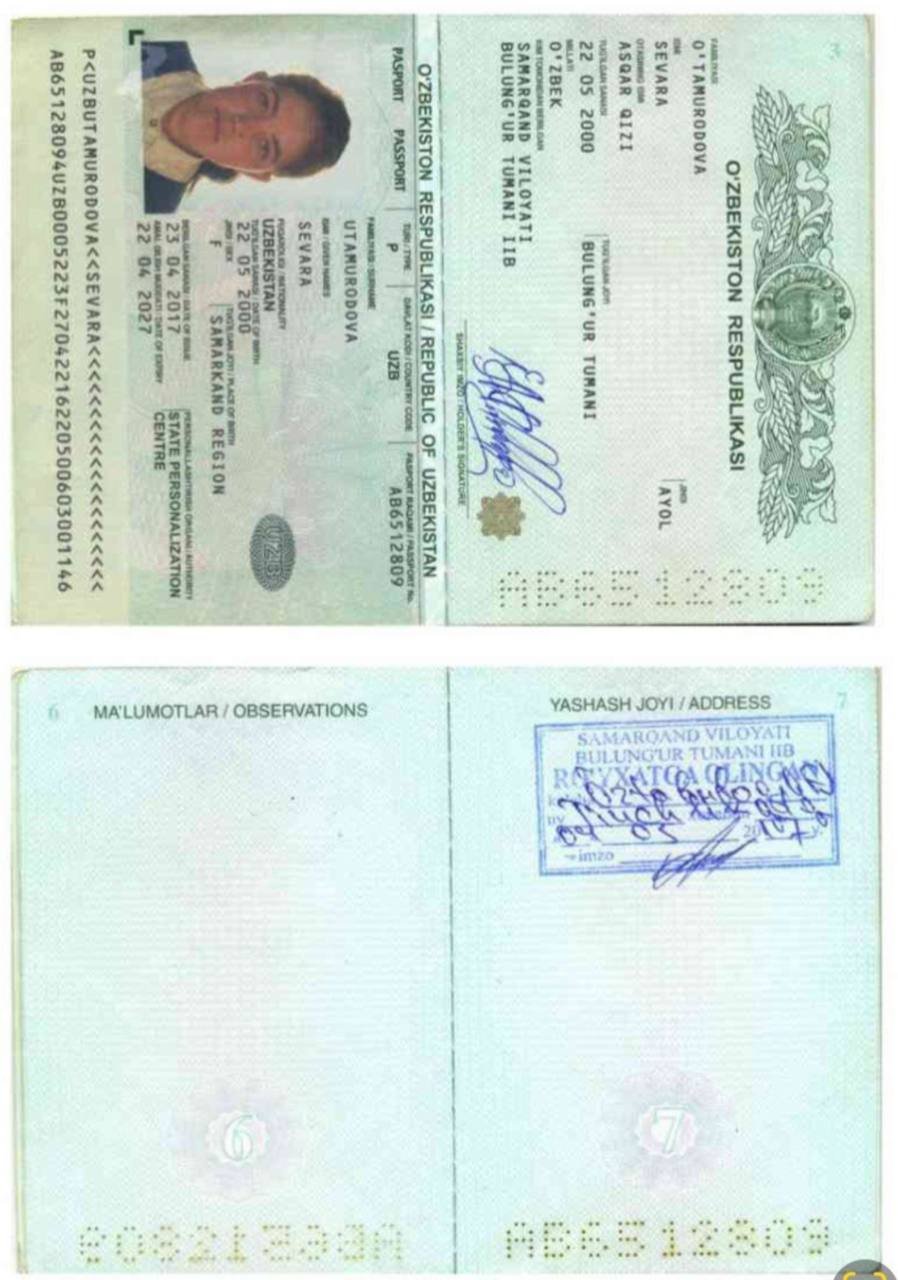 3
O'ZBEKISTON RESPUBLIKASI
FAMILIYASI
O'TAMURODOVA
ISMI
SEVARA
JINSI
AYOL
OTASINING ISMI
ASQAR QIZI
TUG'ILGAN SANASI
22 05 2000
TUG'ILGAN JOYI
BULUNG'UR TUMANI
MILLATI
O'ZBEK
KIM TOMONIDAN BERILGAN
SAMARQAND VILOYATI
BULUNG'UR TUMANI IIB
SHAXSIY IMZO / HOLDER'S SIGNATURE
AB6512809
O'ZBEKISTON RESPUBLIKASI / REPUBLIC OF UZBEKISTAN
PASPORT PASSPORT
TURI / TYPE
P
DAVLAT KODI / COUNTRY CODE
UZB
PASPORT RAQAMI / PASSPORT No.
AB6512809
FAMILIYASI / SURNAME
UTAMURODOVA
ISMI / GIVEN NAMES
SEVARA
FUQAROLIGI / NATIONALITY
UZBEKISTAN
TUG'ILGAN SANASI / DATE OF BIRTH
22 05 2000
JINSI / SEX
F
TUG'ILGAN JOYI / PLACE OF BIRTH
SAMARKAND REGION
UZB
BERILGAN SANASI / DATE OF ISSUE
23 04 2017
PERSONALLASHTIRISH ORGANI / AUTHORITY
STATE PERSONALIZATION
CENTRE
AMAL QILISH MUDDATI / DATE OF EXPIRY
22 04 2027
P<UZBUTAMURODOVA<<SEVARA<<<<<<<<<<<<<<<<<<<<
AB65128094UZB0005223F27042216220500603001146
6
MA'LUMOTLAR / OBSERVATIONS
6
YASHASH JOYI / ADDRESS
7
SAMARQAND VILOYATI
BULUNG'UR TUMANI IIB
RO'YXATGA OLINGAN
20
imzo
7
AB6512809